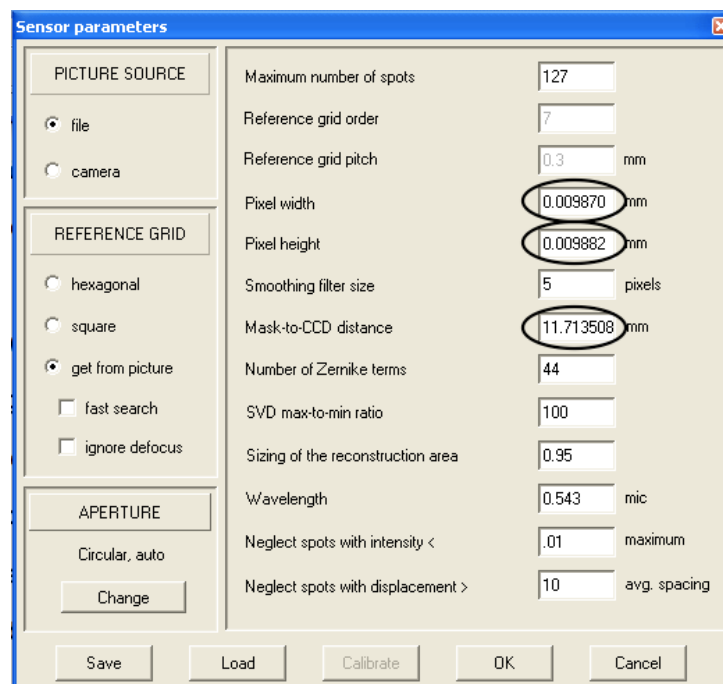 Sensor parameters
PICTURE SOURCE
file
camera
REFERENCE GRID
hexagonal
square
get from picture
fast search
ignore defocus
APERTURE
Circular, auto
Change
Maximum number of spots 127
Reference grid order 7
Reference grid pitch 0.3 mm
Pixel width 0.009870 mm
Pixel height 0.009882 mm
Smoothing filter size 5 pixels
Mask-to-CCD distance 11.713508 mm
Number of Zernike terms 44
SVD max-to-min ratio 100
Sizing of the reconstruction area 0.95
Wavelength 0.543 mic
Neglect spots with intensity < .01 maximum
Neglect spots with displacement > 10 avg. spacing
Save Load Calibrate OK Cancel